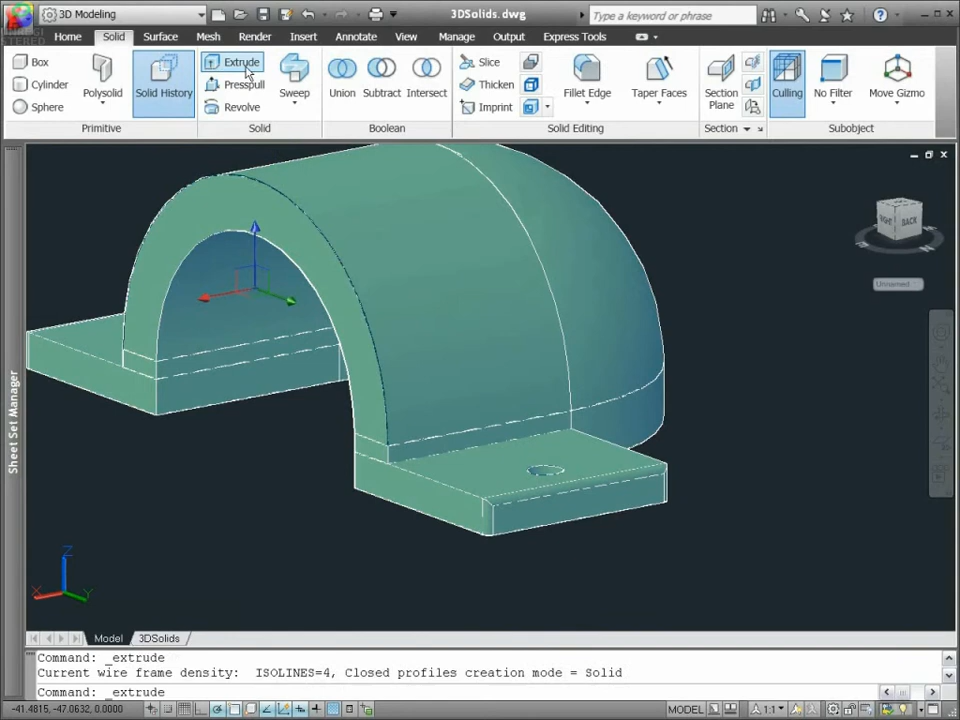 3D Modeling
3DSolids.dwg
Type a keyword or phrase
Home Solid Surface Mesh Render Insert Annotate View Manage Output Express Tools
Box
Cylinder
Sphere
Polysolid
Solid History
Extrude
Presspull
Revolve
Sweep
Union
Subtract
Intersect
Slice
Thicken
Imprint
Fillet Edge
Taper Faces
Section
Plane
Culling
No Filter
Move Gizmo
Primitive Solid Boolean Solid Editing Section Subobject
RIGHT BACK
Unnamed
Sheet Set Manager
Z
X Y
Model 3DSolids
Command: _extrude
Current wire frame density: ISOLINES=4, Closed profiles creation mode = Solid
Command: _extrude
-41.4815, -47.0632, 0.0000 MODEL 1:1